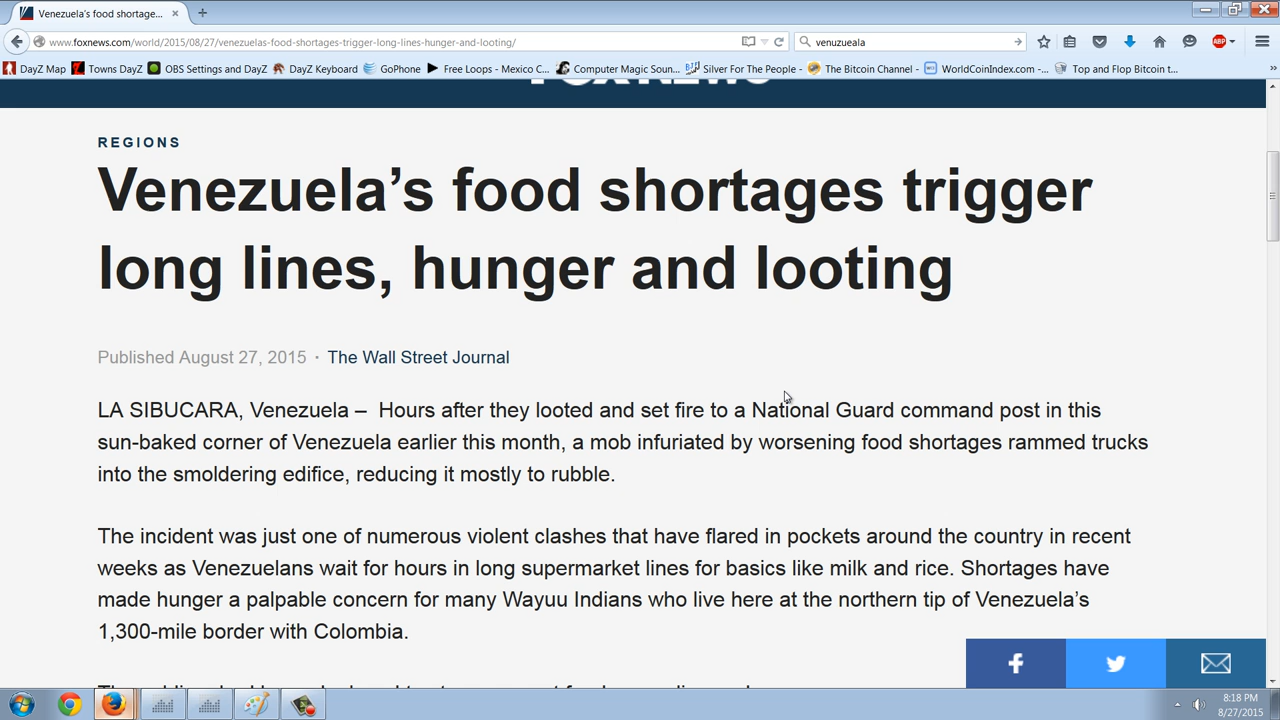 Venezuela's food shortage...
www.foxnews.com/world/2015/08/27/venezuelas-food-shortages-trigger-long-lines-hunger-and-looting/
venuzueala
ABP
DayZ Map
Towns DayZ
OBS Settings and DayZ
DayZ Keyboard
GoPhone
Free Loops - Mexico C...
Computer Magic Soun...
Silver For The People -
The Bitcoin Channel -
WorldCoinIndex.com -...
Top and Flop Bitcoin t...
REGIONS
Venezuela’s food shortages trigger
long lines, hunger and looting
Published August 27, 2015 · The Wall Street Journal
LA SIBUCARA, Venezuela –  Hours after they looted and set fire to a National Guard command post in this
sun-baked corner of Venezuela earlier this month, a mob infuriated by worsening food shortages rammed trucks
into the smoldering edifice, reducing it mostly to rubble.
The incident was just one of numerous violent clashes that have flared in pockets around the country in recent
weeks as Venezuelans wait for hours in long supermarket lines for basics like milk and rice. Shortages have
made hunger a palpable concern for many Wayuu Indians who live here at the northern tip of Venezuela’s
1,300-mile border with Colombia.
8:18 PM
8/27/2015